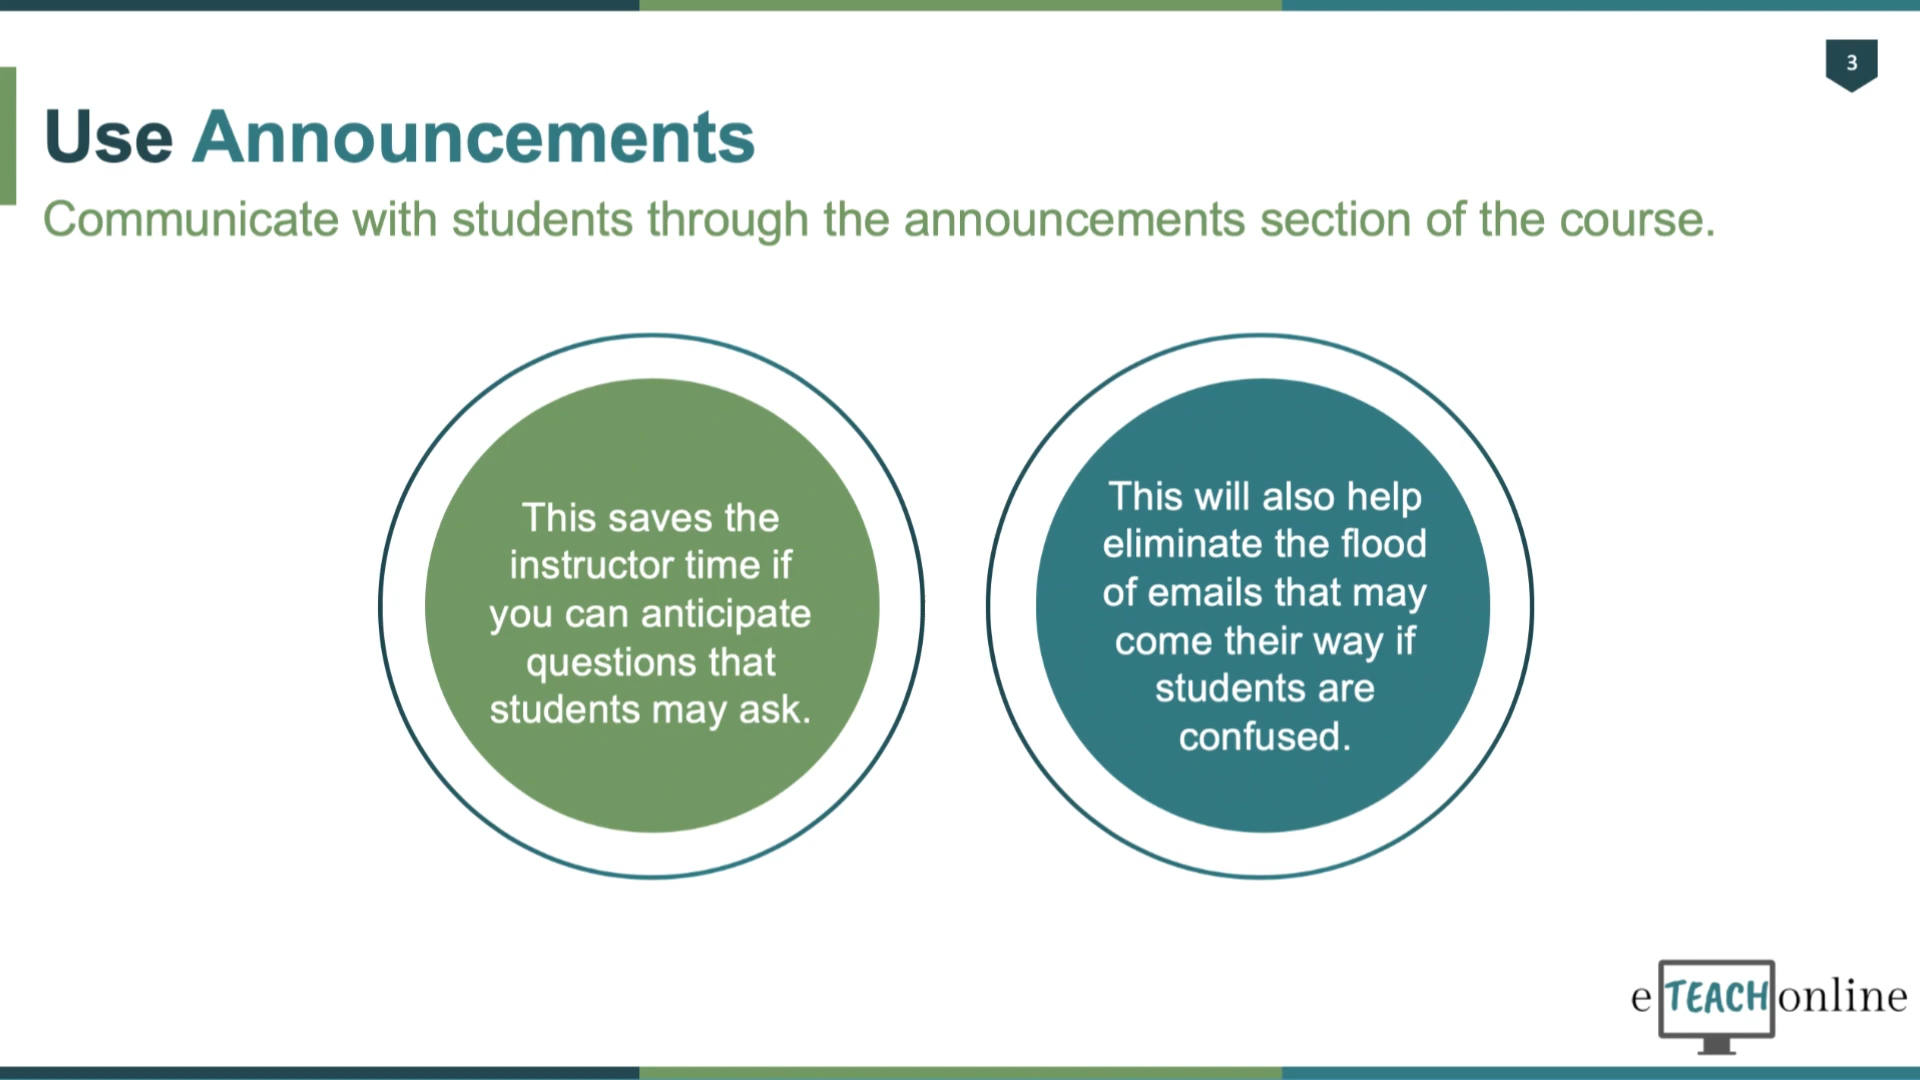 3
Use Announcements
Communicate with students through the announcements section of the course.
This saves the
instructor time if
you can anticipate
questions that
students may ask.
This will also help
eliminate the flood
of emails that may
come their way if
students are
confused.
e TEACH online